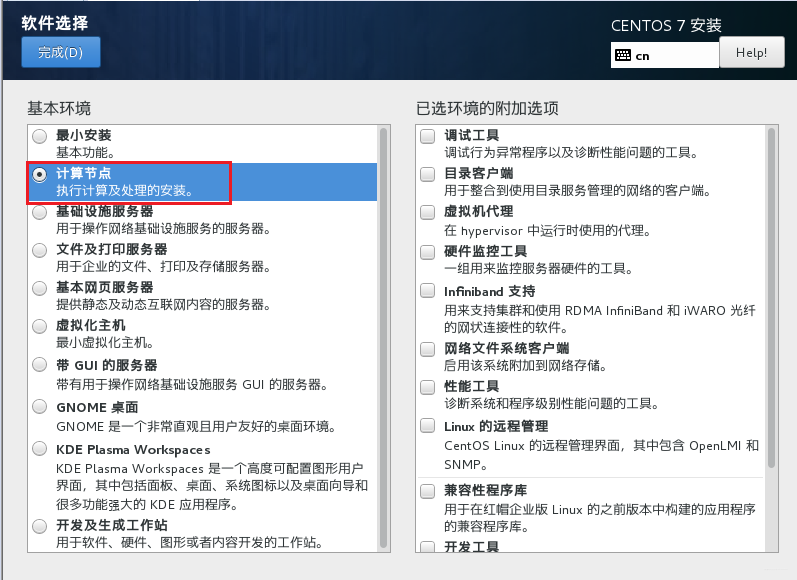 软件选择
CENTOS 7 安装
完成(D)
cn
Help!
基本环境
最小安装
基本功能。
计算节点
执行计算及处理的安装。
基础设施服务器
用于操作网络基础设施服务的服务器。
文件及打印服务器
用于企业的文件、打印及存储服务器。
基本网页服务器
提供静态及动态互联网内容的服务器。
虚拟化主机
最小虚拟化主机。
带 GUI 的服务器
带有用于操作网络基础设施服务 GUI 的服务器。
GNOME 桌面
GNOME 是一个非常直观且用户友好的桌面环境。
KDE Plasma Workspaces
KDE Plasma Workspaces 是一个高度可配置图形用户
界面，其中包括面板、桌面、系统图标以及桌面向导和
很多功能强大的 KDE 应用程序。
开发及生成工作站
用于软件、硬件、图形或者内容开发的工作站。
已选环境的附加选项
调试工具
调试行为异常程序以及诊断性能问题的工具。
目录客户端
用于整合到使用目录服务管理的网络的客户端。
虚拟机代理
在 hypervisor 中运行时使用的代理。
硬件监控工具
一组用来监控服务器硬件的工具。
Infiniband 支持
用来支持集群和使用 RDMA InfiniBand 和 iWARO 光纤
的网状连接性的软件。
网络文件系统客户端
启用该系统附加到网络存储。
性能工具
诊断系统和程序级别性能问题的工具。
Linux 的远程管理
CentOS Linux 的远程管理界面，其中包含 OpenLMI 和
SNMP。
兼容性程序库
用于在红帽企业版 Linux 的之前版本中构建的应用程序
的兼容程序库。
开发工具